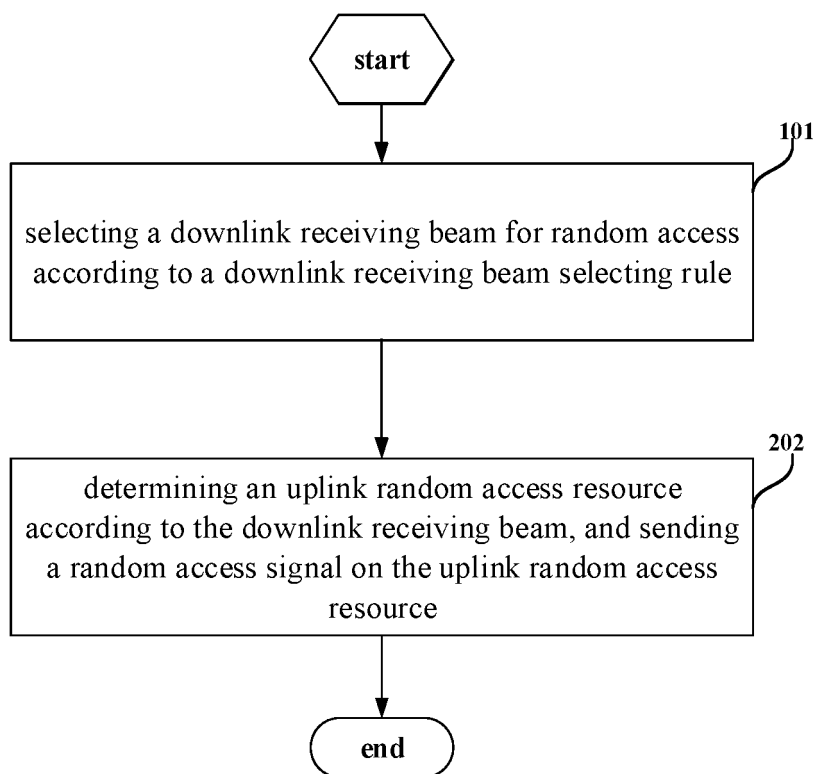 start
101
selecting a downlink receiving beam for random access
according to a downlink receiving beam selecting rule
202
determining an uplink random access resource
according to the downlink receiving beam, and sending
a random access signal on the uplink random access
resource
end